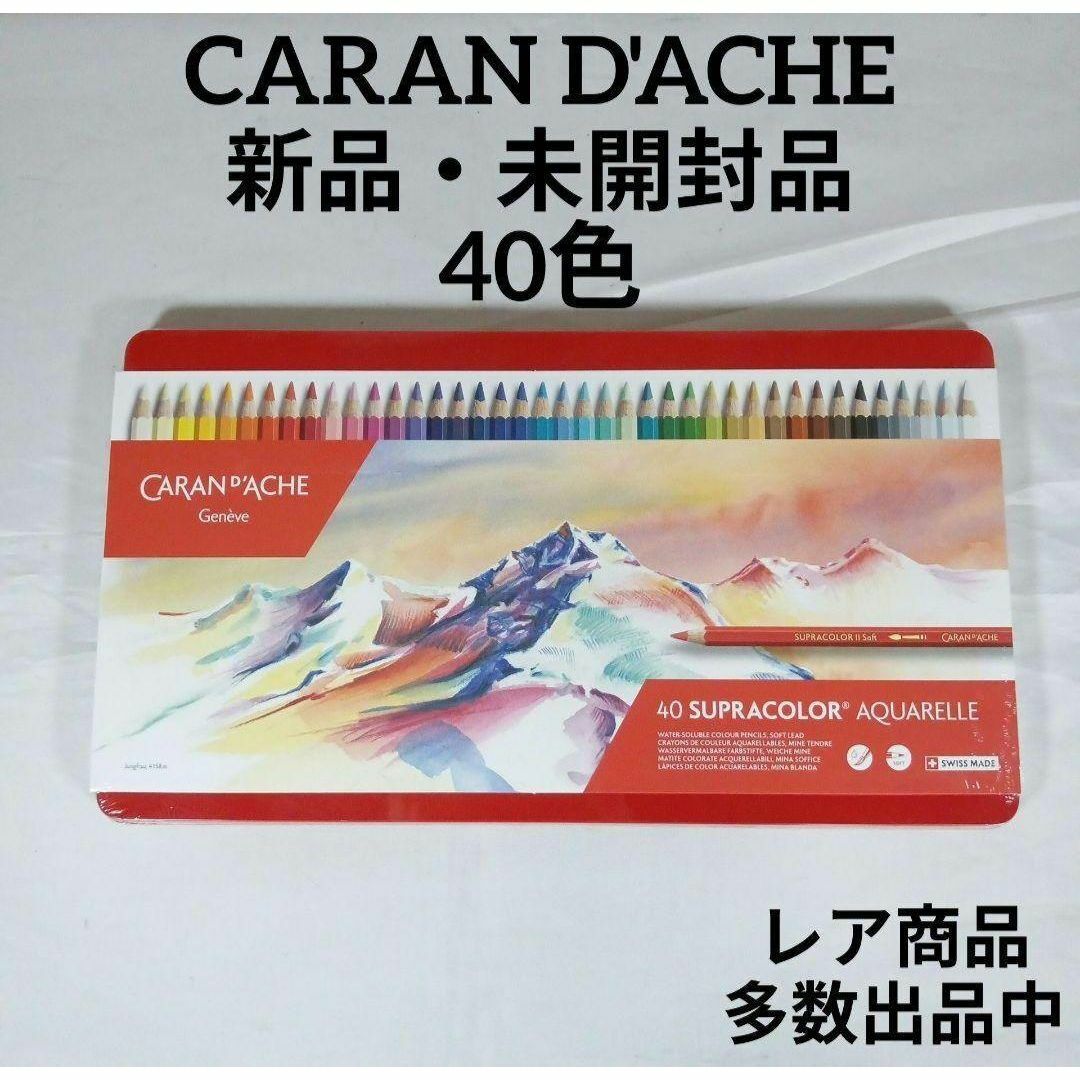 CARAN D'ACHE
新品・未開封品
40色
CARAN D'ACHE
Genève
SUPRACOLOR II Soft CARAN D'ACHE
40 SUPRACOLOR® AQUARELLE
WATER-SOLUBLE COLOUR PENCILS, SOFT LEAD
CRAYONS DE COULEUR AQUARELLABLES, MINE TENDRE
WASSERVERMALBARE FARBSTIFTE, WEICHE MINE
MATITE COLORATE ACQUERELLABILI, MINA SOFFICE
LÁPICES DE COLOR ACUARELABLES, MINA BLANDA
SOFT
SWISS MADE
Jungfrau, 4158m
レア商品
多数出品中